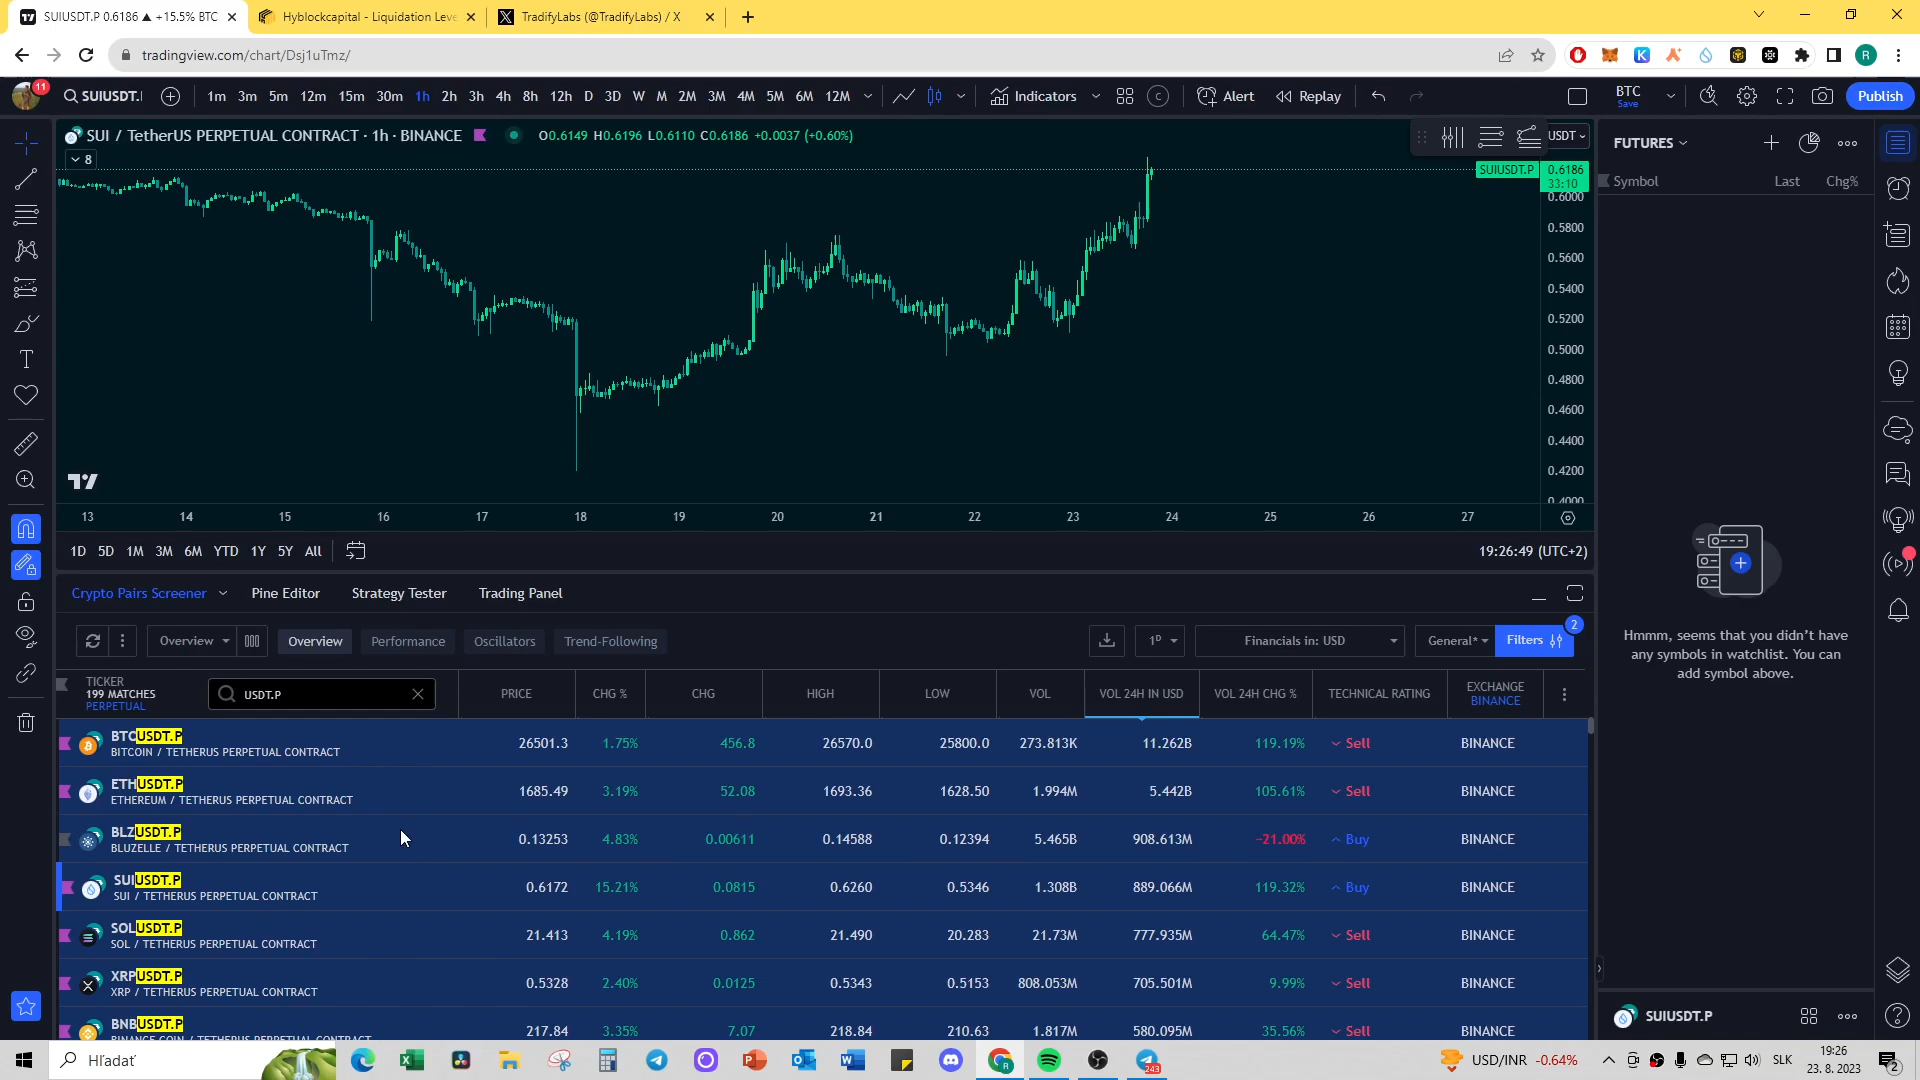 SUIUSDT.P 0.6186 ▲ +15.5% BTC
Hyblockcapital - Liquidation Leve
TradifyLabs (@TradifyLabs) / X
tradingview.com/chart/Dsj1uTmz/
R
11
SUIUSDT.
1m 3m 5m 12m 15m 30m 1h 2h 3h 4h 8h 12h D 3D W M 2M 3M 4M 5M 6M 12M
Indicators
Alert
Replay
BTC
Save
Publish
SUI / TetherUS PERPETUAL CONTRACT · 1h · BINANCE
O0.6149 H0.6196 L0.6110 C0.6186 +0.0037 (+0.60%)
8
USDT
SUIUSDT.P
0.6186
33:10
0.6000
0.5800
0.5600
0.5400
0.5200
0.5000
0.4800
0.4600
0.4400
0.4200
0.4000
13 14 15 16 17 18 19 20 21 22 23 24 25 26 27
1D 5D 1M 3M 6M YTD 1Y 5Y All
19:26:49 (UTC+2)
FUTURES
Symbol Last Chg%
Hmmm, seems that you didn't have
any symbols in watchlist. You can
add symbol above.
SUIUSDT.P
Crypto Pairs Screener Pine Editor Strategy Tester Trading Panel
Overview Overview Performance Oscillators Trend-Following
1D
Financials in: USD
General*
Filters
2
TICKER
199 MATCHES
PERPETUAL
USDT.P
PRICE CHG % CHG HIGH LOW VOL VOL 24H IN USD VOL 24H CHG % TECHNICAL RATING EXCHANGE
BINANCE
BTCUSDT.P
BITCOIN / TETHERUS PERPETUAL CONTRACT
26501.3 1.75% 456.8 26570.0 25800.0 273.813K 11.262B 119.19% Sell BINANCE
ETHUSDT.P
ETHEREUM / TETHERUS PERPETUAL CONTRACT
1685.49 3.19% 52.08 1693.36 1628.50 1.994M 5.442B 105.61% Sell BINANCE
BLZUSDT.P
BLUZELLE / TETHERUS PERPETUAL CONTRACT
0.13253 4.83% 0.00611 0.14588 0.12394 5.465B 908.613M −21.00% Buy BINANCE
SUIUSDT.P
SUI / TETHERUS PERPETUAL CONTRACT
0.6172 15.21% 0.0815 0.6260 0.5346 1.308B 889.066M 119.32% Buy BINANCE
SOLUSDT.P
SOL / TETHERUS PERPETUAL CONTRACT
21.413 4.19% 0.862 21.490 20.283 21.73M 777.935M 64.47% Sell BINANCE
XRPUSDT.P
XRP / TETHERUS PERPETUAL CONTRACT
0.5328 2.40% 0.0125 0.5343 0.5153 808.053M 705.501M 9.99% Sell BINANCE
BNBUSDT.P
BINANCE COIN / TETHERUS PERPETUAL CONTRACT
217.84 3.35% 7.07 218.84 210.63 1.817M 580.095M 35.56% Sell BINANCE
Hľadať
243
USD/INR -0.64%
SLK
19:26
23. 8. 2023
2